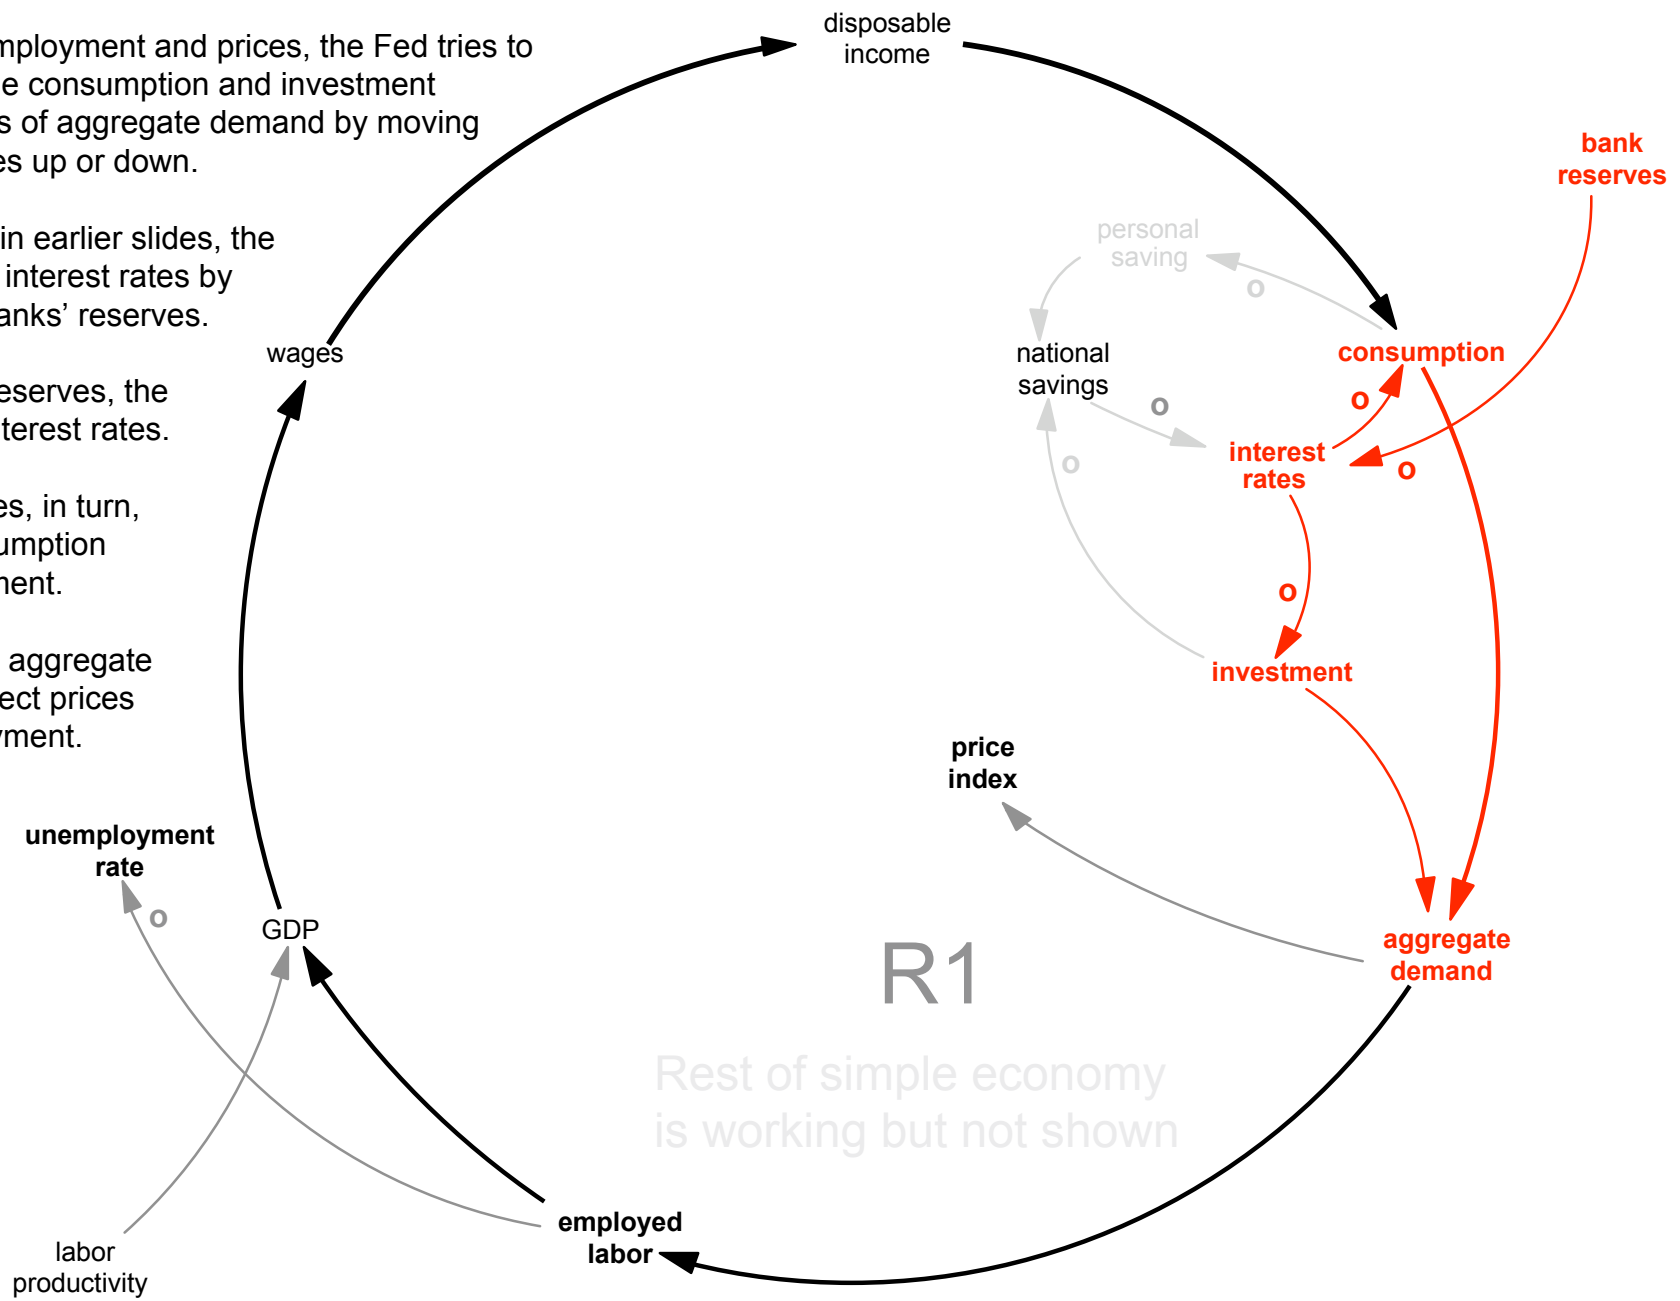 mployment and prices, the Fed tries to
e consumption and investment
s of aggregate demand by moving
es up or down.
in earlier slides, the
interest rates by
anks’ reserves.
eserves, the
terest rates.
es, in turn,
umption
ment.
aggregate
ect prices
yment.
disposable
income
bank
reserves
personal
saving
o
wages
national
savings
o
consumption
o
interest
rates
o
o
o
investment
price
index
unemployment
rate
o
GDP
aggregate
demand
R1
Rest of simple economy
is working but not shown
employed
labor
labor
productivity